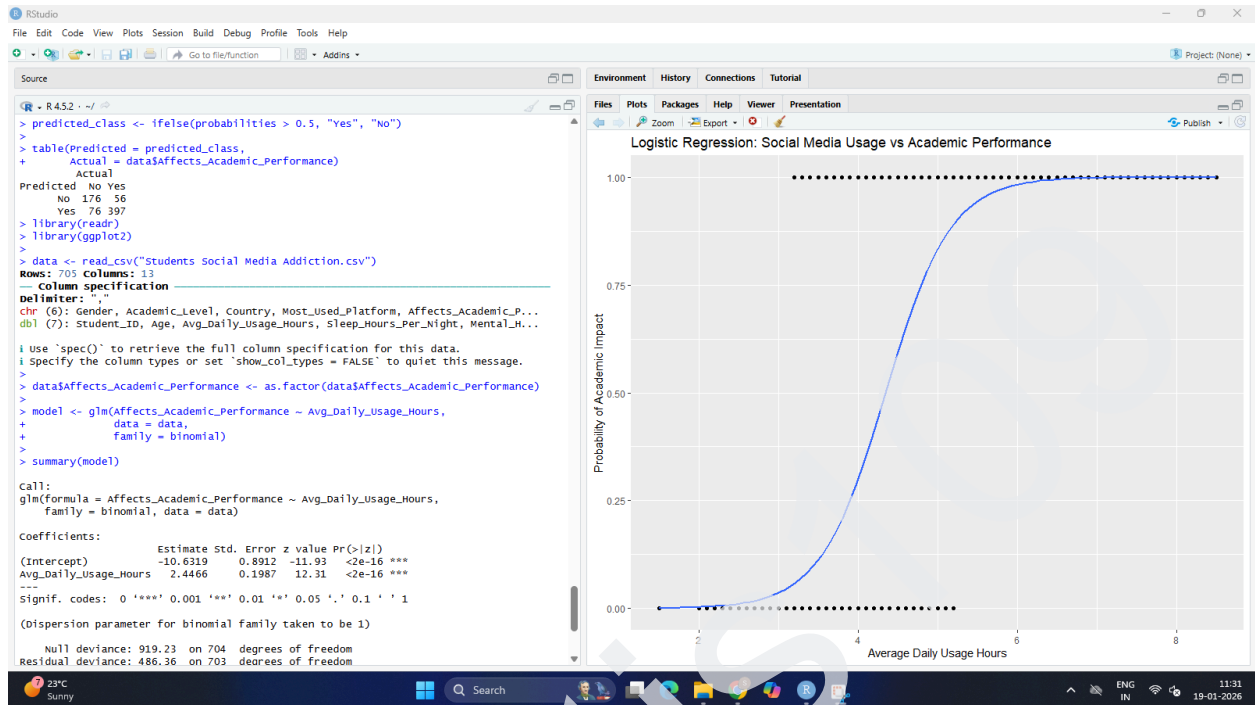 RStudio
File Edit Code View Plots Session Build Debug Profile Tools Help
Go to file/function
Addins
Project: (None)
Source
R 4.5.2 · ~/
> predicted_class <- ifelse(probabilities > 0.5, "Yes", "No")
>
> table(Predicted = predicted_class,
+       Actual = data$Affects_Academic_Performance)
         Actual
Predicted  No Yes
      No  176  56
      Yes  76 397
> library(readr)
> library(ggplot2)
>
> data <- read_csv("Students Social Media Addiction.csv")
Rows: 705 Columns: 13
── Column specification ──
Delimiter: ","
chr (6): Gender, Academic_Level, Country, Most_Used_Platform, Affects_Academic_P...
dbl (7): Student_ID, Age, Avg_Daily_Usage_Hours, Sleep_Hours_Per_Night, Mental_H...
i Use `spec()` to retrieve the full column specification for this data.
i Specify the column types or set `show_col_types = FALSE` to quiet this message.
>
> data$Affects_Academic_Performance <- as.factor(data$Affects_Academic_Performance)
>
> model <- glm(Affects_Academic_Performance ~ Avg_Daily_Usage_Hours,
+              data = data,
+              family = binomial)
>
> summary(model)
Call:
glm(formula = Affects_Academic_Performance ~ Avg_Daily_Usage_Hours,
    family = binomial, data = data)
Coefficients:
                      Estimate Std. Error z value Pr(>|z|)
(Intercept)           -10.6319     0.8912  -11.93   <2e-16 ***
Avg_Daily_Usage_Hours   2.4466     0.1987   12.31   <2e-16 ***
---
Signif. codes:  0 ‘***’ 0.001 ‘**’ 0.01 ‘*’ 0.05 ‘.’ 0.1 ‘ ’ 1
(Dispersion parameter for binomial family taken to be 1)
    Null deviance: 919.23  on 704  degrees of freedom
Residual deviance: 486.36  on 703  degrees of freedom
Environment History Connections Tutorial
Files Plots Packages Help Viewer Presentation
Zoom Export Publish
Logistic Regression: Social Media Usage vs Academic Performance
Probability of Academic Impact
1.00
0.75
0.50
0.25
0.00
2 4 6 8
Average Daily Usage Hours
7
23°C
Sunny
Search
ENG
IN
11:31
19-01-2026